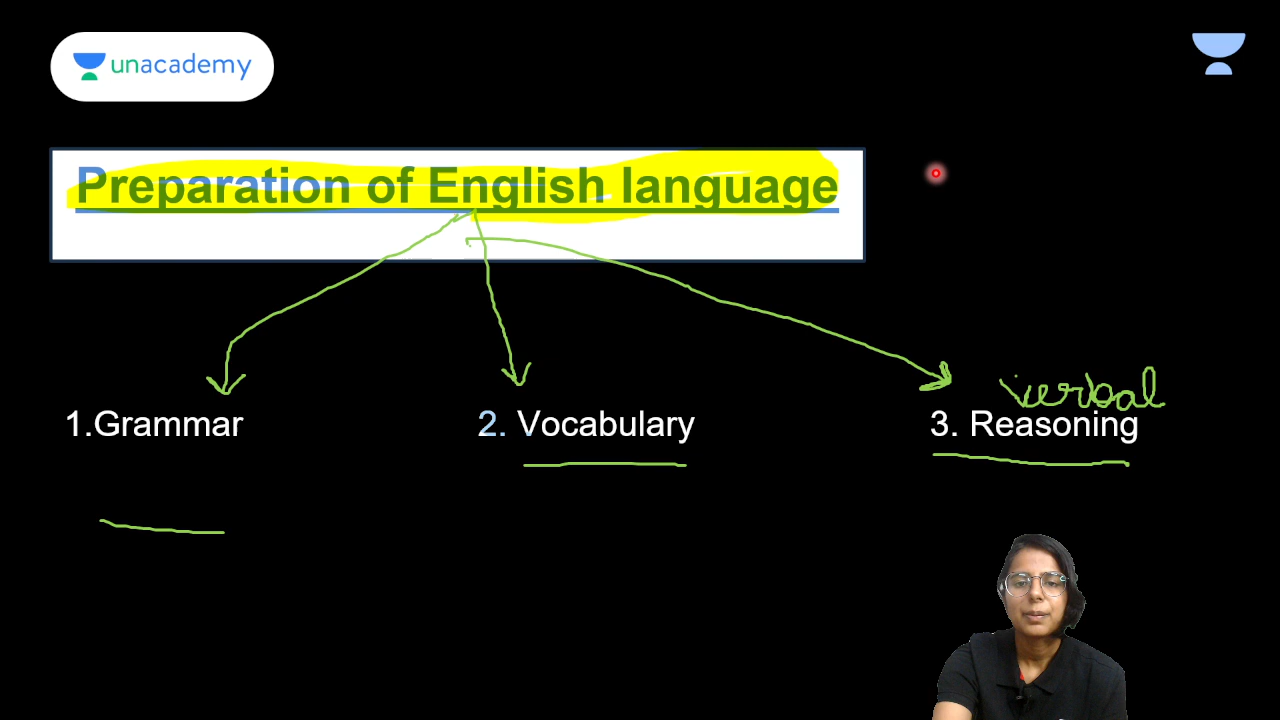 unacademy
Preparation of English language
verbal
1.Grammar
2. Vocabulary
3. Reasoning